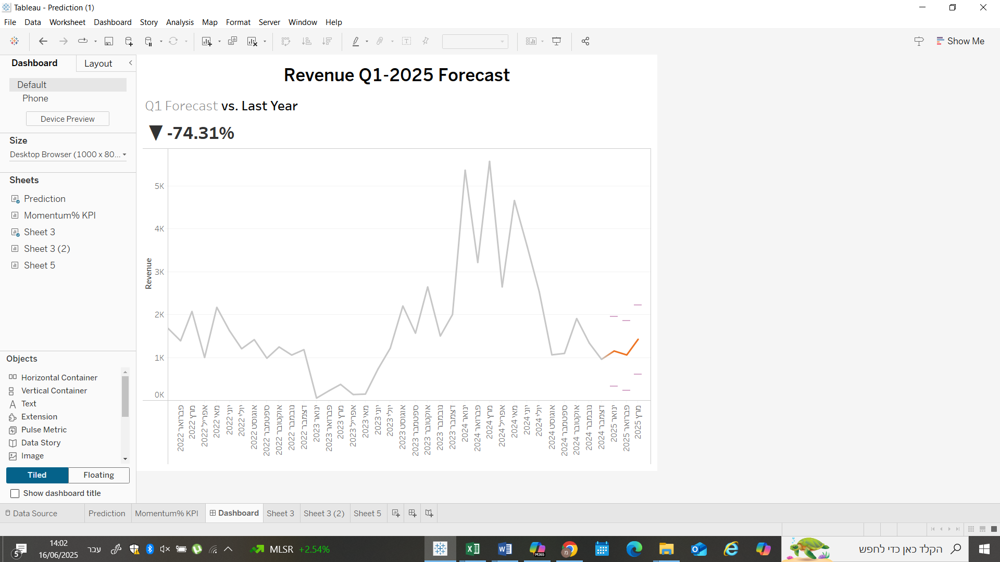 Tableau - Prediction (1)
File Data Worksheet Dashboard Story Analysis Map Format Server Window Help
Show Me
Dashboard Layout
Default
Phone
Device Preview
Size
Desktop Browser (1000 x 80...
Sheets
Prediction
Momentum% KPI
Sheet 3
Sheet 3 (2)
Sheet 5
Objects
Horizontal Container
Vertical Container
Text
Extension
Pulse Metric
Data Story
Image
Tiled Floating
Show dashboard title
Revenue Q1-2025 Forecast
Q1 Forecast vs. Last Year
▼ -74.31%
Revenue
5K
4K
3K
2K
1K
0K
פברואר 2022
מרץ 2022
אפריל 2022
מאי 2022
יוני 2022
יולי 2022
אוגוסט 2022
ספטמבר 2022
אוקטובר 2022
נובמבר 2022
דצמבר 2022
ינואר 2023
פברואר 2023
מרץ 2023
אפריל 2023
מאי 2023
יוני 2023
יולי 2023
אוגוסט 2023
ספטמבר 2023
אוקטובר 2023
נובמבר 2023
דצמבר 2023
ינואר 2024
פברואר 2024
מרץ 2024
אפריל 2024
מאי 2024
יוני 2024
יולי 2024
אוגוסט 2024
ספטמבר 2024
אוקטובר 2024
נובמבר 2024
דצמבר 2024
ינואר 2025
פברואר 2025
מרץ 2025
Data Source Prediction Momentum% KPI Dashboard Sheet 3 Sheet 3 (2) Sheet 5
5
14:02
16/06/2025
עבר
MLSR +2.54%
M365
הקלד כאן כדי לחפש